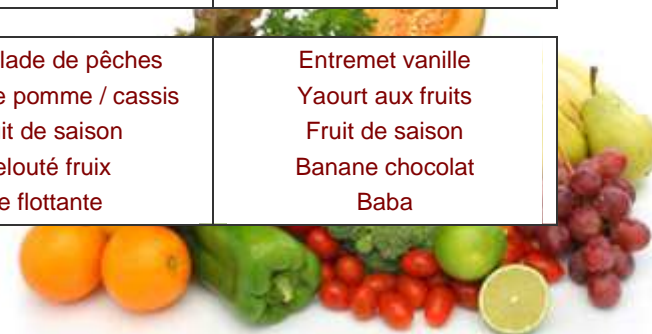 lade de pêches
e pomme / cassis
it de saison
elouté fruix
e flottante
Entremet vanille
Yaourt aux fruits
Fruit de saison
Banane chocolat
Baba